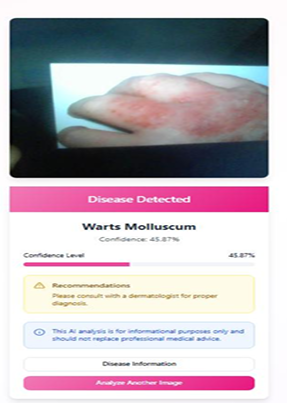 Disease Detected
Warts Molluscum
Confidence: 45.87%
Confidence Level 45.87%
Recommendations
Please consult with a dermatologist for proper
diagnosis.
This AI analysis is for informational purposes only and
should not replace professional medical advice.
Disease Information
Analyze Another Image